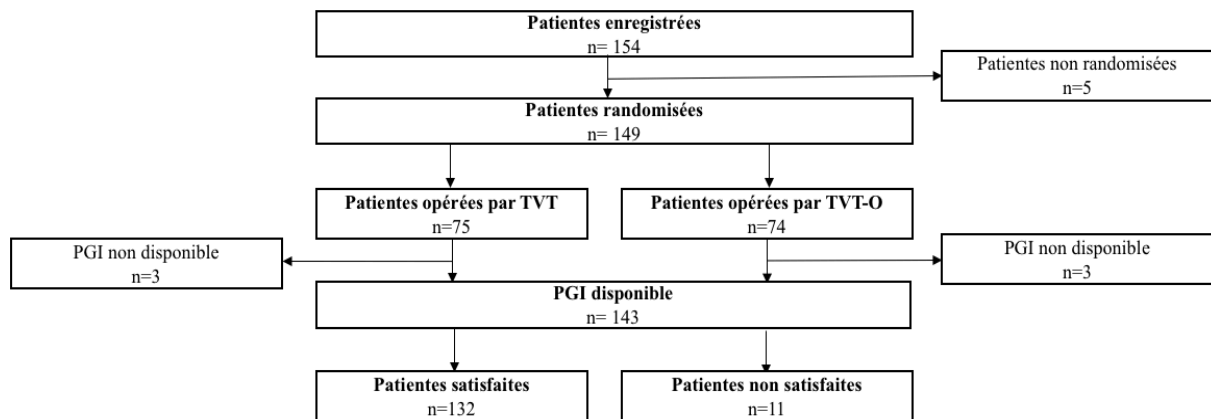 Patientes enregistrées
n= 154
Patientes non randomisées
n=5
Patientes randomisées
n= 149
Patientes opérées par TVT
n=75
Patientes opérées par TVT-O
n=74
PGI non disponible
n=3
PGI non disponible
n=3
PGI disponible
n= 143
Patientes satisfaites
n=132
Patientes non satisfaites
n=11